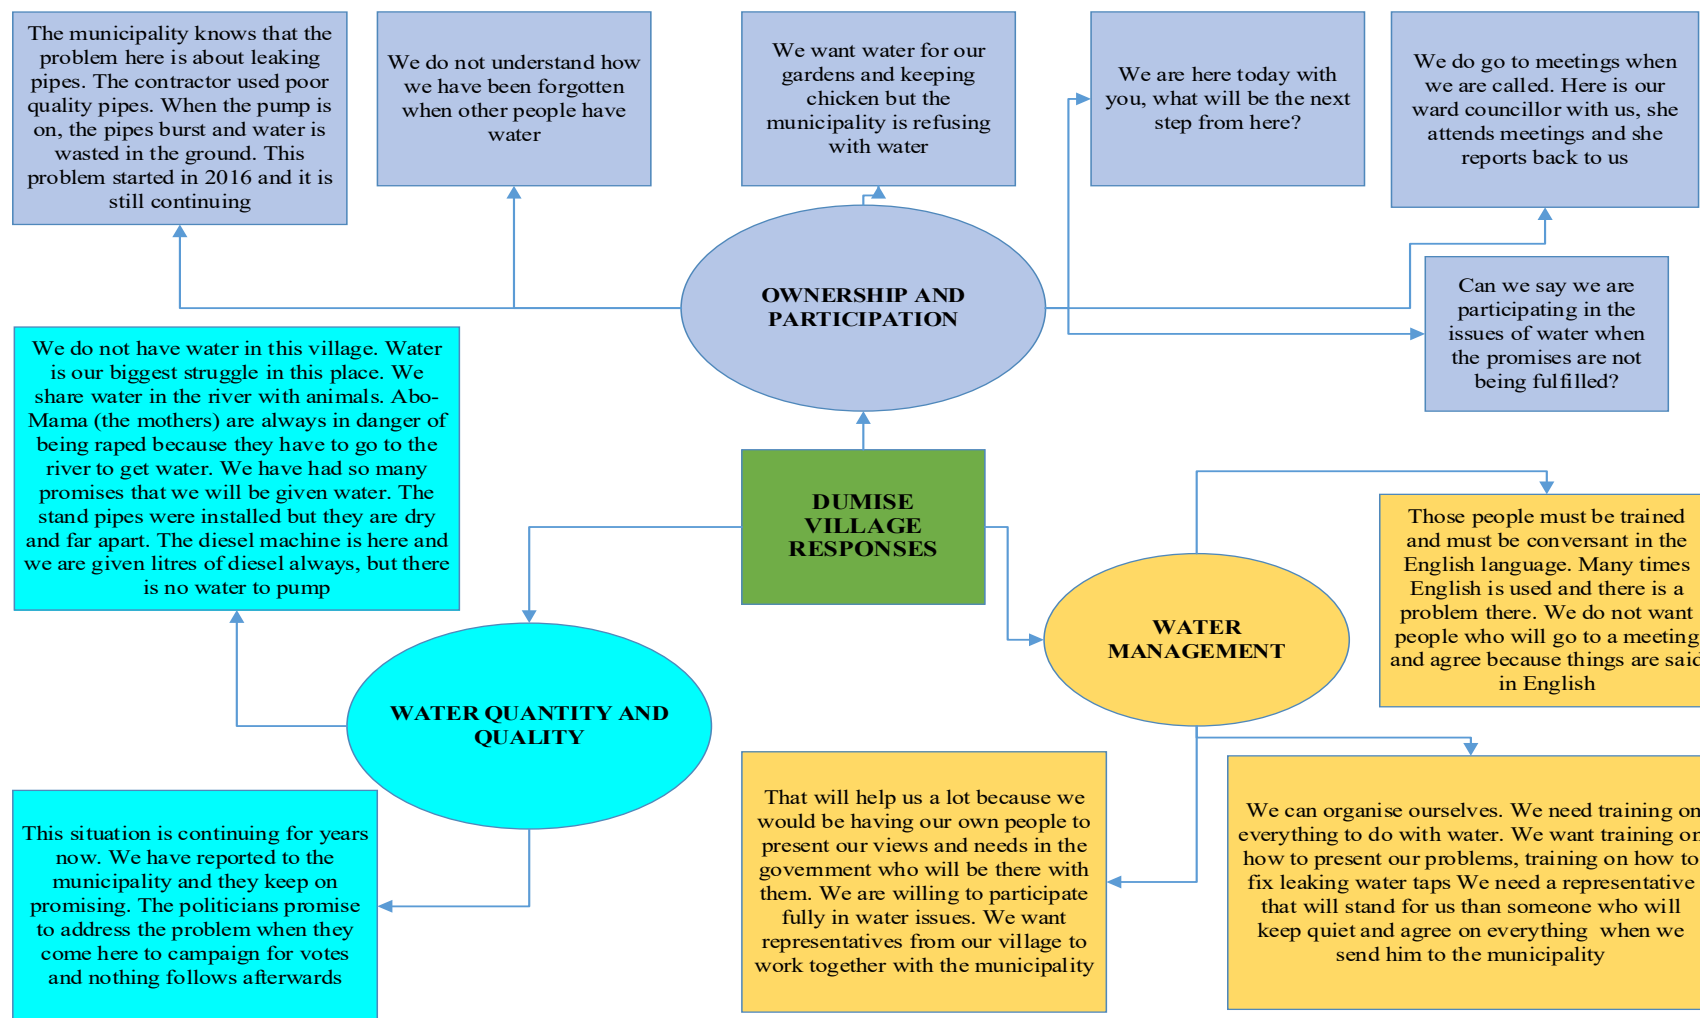 The municipality knows that the
problem here is about leaking
pipes. The contractor used poor
quality pipes. When the pump is
on, the pipes burst and water is
wasted in the ground. This
problem started in 2016 and it is
still continuing
We do not understand how
we have been forgotten
when other people have
water
We want water for our
gardens and keeping
chicken but the
municipality is refusing
with water
We are here today with
you, what will be the next
step from here?
We do go to meetings when
we are called. Here is our
ward councillor with us, she
attends meetings and she
reports back to us
OWNERSHIP AND
PARTICIPATION
Can we say we are
participating in the
issues of water when
the promises are not
being fulfilled?
We do not have water in this village. Water
is our biggest struggle in this place. We
share water in the river with animals. Abo-
Mama (the mothers) are always in danger of
being raped because they have to go to the
river to get water. We have had so many
promises that we will be given water. The
stand pipes were installed but they are dry
and far apart. The diesel machine is here and
we are given litres of diesel always, but there
is no water to pump
DUMISE
VILLAGE
RESPONSES
Those people must be trained
and must be conversant in the
English language. Many times
English is used and there is a
problem there. We do not want
people who will go to a meeting
and agree because things are said
in English
WATER
MANAGEMENT
WATER QUANTITY AND
QUALITY
This situation is continuing for years
now. We have reported to the
municipality and they keep on
promising. The politicians promise
to address the problem when they
come here to campaign for votes
and nothing follows afterwards
That will help us a lot because we
would be having our own people to
present our views and needs in the
government who will be there with
them. We are willing to participate
fully in water issues. We want
representatives from our village to
work together with the municipality
We can organise ourselves. We need training on
everything to do with water. We want training on
how to present our problems, training on how to
fix leaking water taps We need a representative
that will stand for us than someone who will
keep quiet and agree on everything when we
send him to the municipality